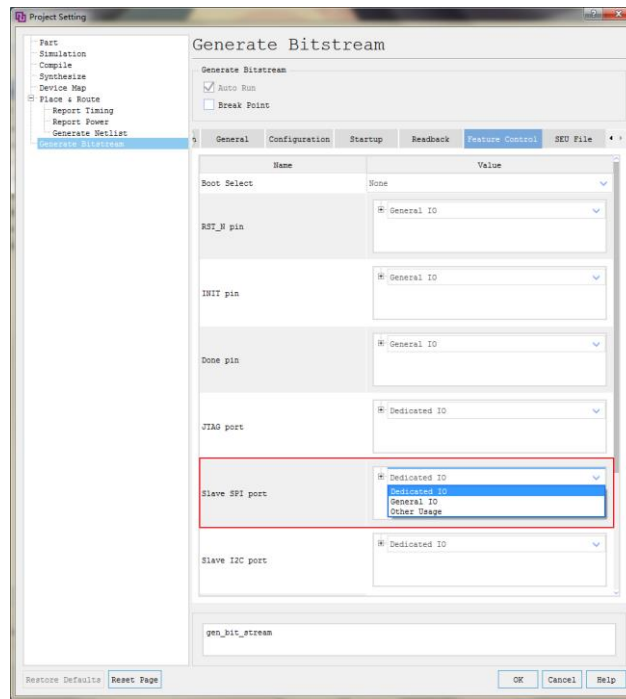 Project Setting
Part
Simulation
Compile
Synthesize
Device Map
Place & Route
Report Timing
Report Power
Generate Netlist
Generate Bitstream
Generate Bitstream
Generate Bitstream
Auto Run
Break Point
General Configuration Startup Readback Feature Control SEU File
Name Value
Boot Select None
RST_N pin General IO
INIT pin General IO
Done pin General IO
JTAG port Dedicated IO
Slave SPI port Dedicated IO
Dedicated IO
General IO
Other Usage
Slave I2C port Dedicated IO
gen_bit_stream
Restore Defaults Reset Page OK Cancel Help